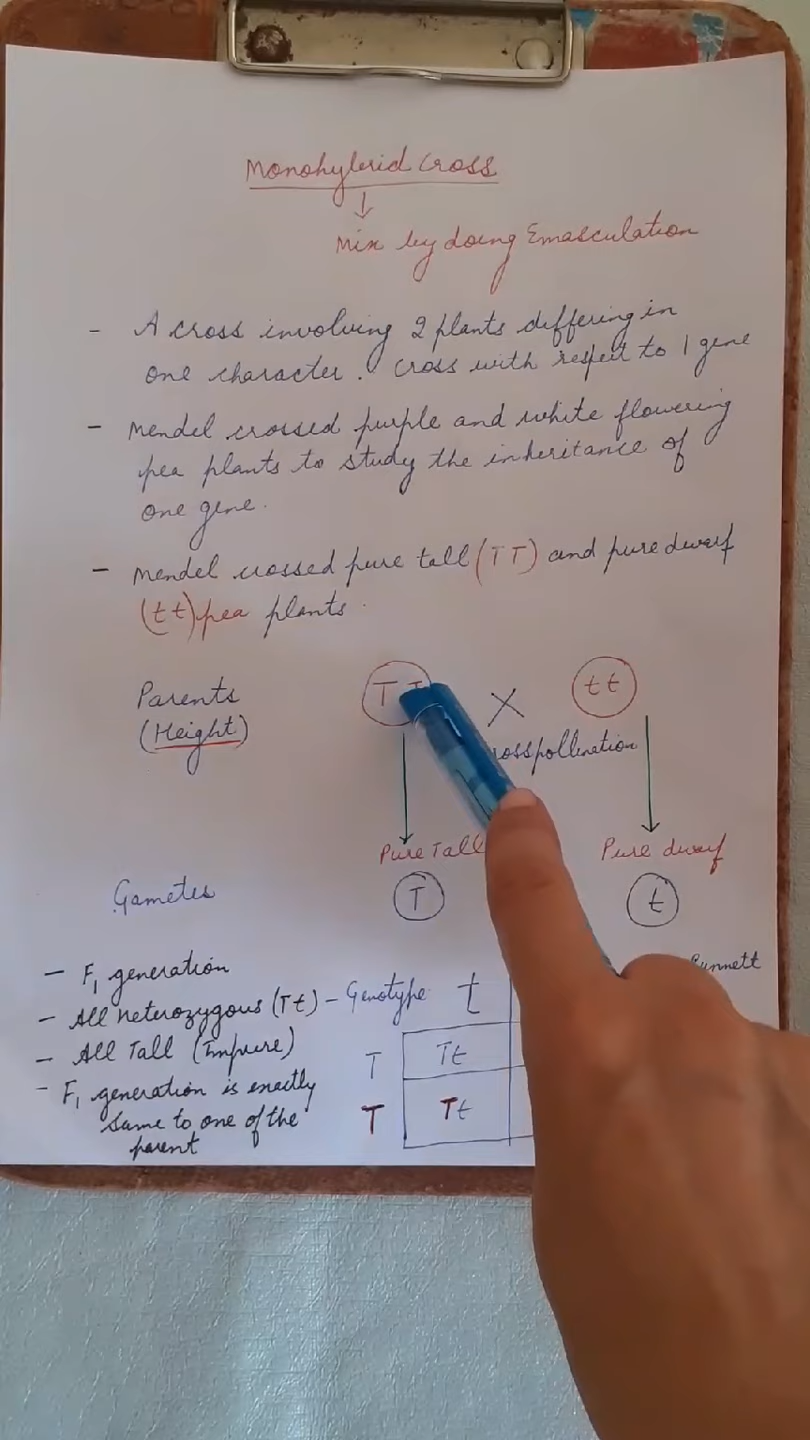 Monohybrid Cross
↓
Mix by doing Emasculation
- A cross involving 2 plants differing in
one character. Cross with respect to 1 gene
- Mendel crossed purple and white flowering
pea plants to study the inheritance of
one gene.
- Mendel crossed pure tall (TT) and pure dwarf
(tt) pea plants.
Parents T T X tt
(Height) crosspollination
Pure Tall Pure dwarf
Gametes T t
- F1 generation Punnett
- All heterozygous (Tt) - Genotype t
- All Tall (Impure) T Tt
- F1 generation is exactly
same to one of the T Tt
parent